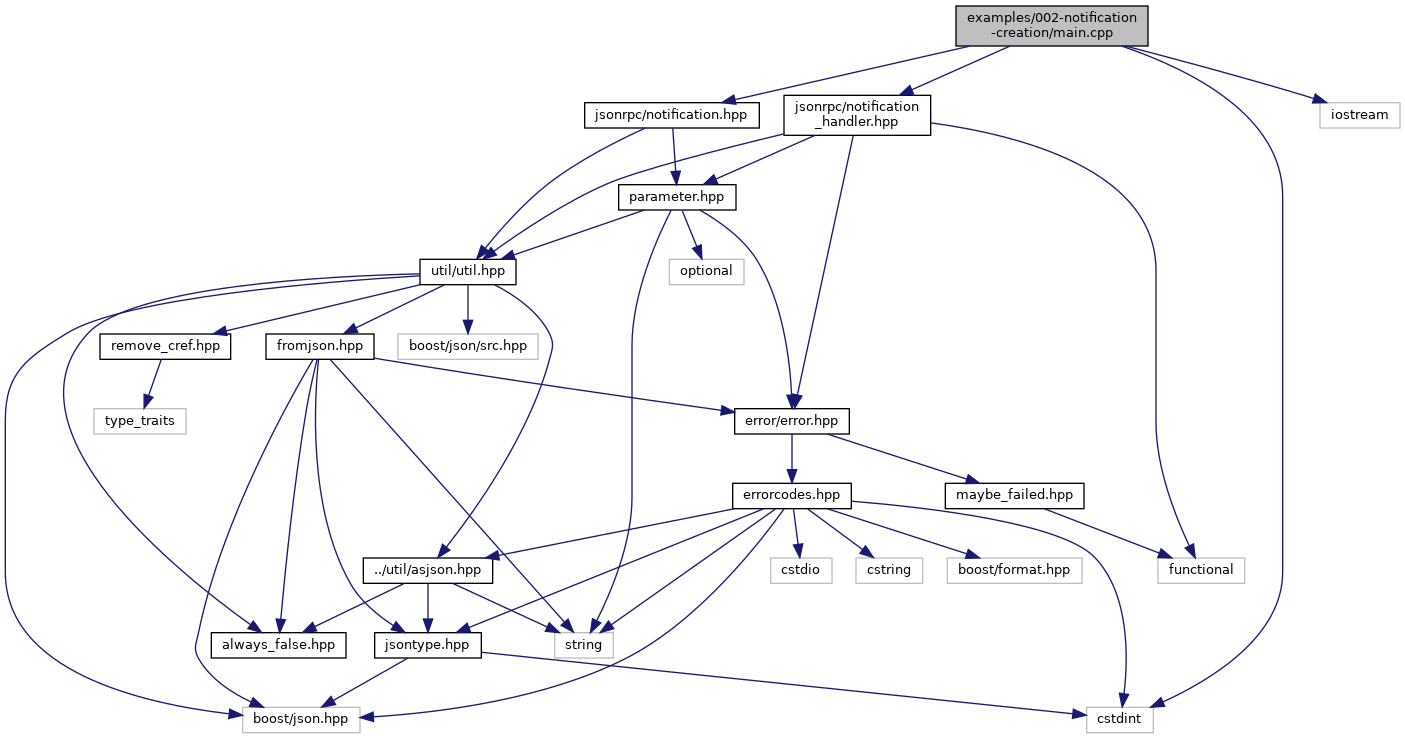 examples/002-notification
-creation/main.cpp
jsonrpc/notification.hpp
jsonrpc/notification
_handler.hpp
iostream
parameter.hpp
util/util.hpp
optional
remove_cref.hpp
fromjson.hpp
boost/json/src.hpp
type_traits
error/error.hpp
errorcodes.hpp
maybe_failed.hpp
../util/asjson.hpp
cstdio
cstring
boost/format.hpp
functional
always_false.hpp
jsontype.hpp
string
boost/json.hpp
cstdint